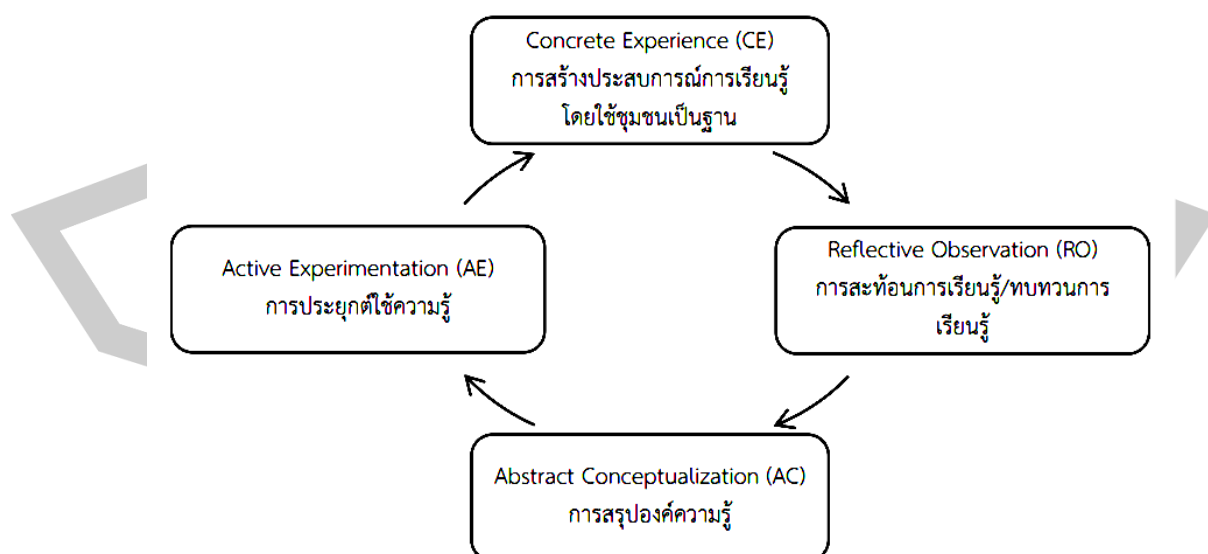 Concrete Experience (CE)
การสร้างประสบการณ์การเรียนรู้
โดยใช้ชุมชนเป็นฐาน
Active Experimentation (AE)
การประยุกต์ใช้ความรู้
Reflective Observation (RO)
การสะท้อนการเรียนรู้/ทบทวนการ
เรียนรู้
Abstract Conceptualization (AC)
การสรุปองค์ความรู้